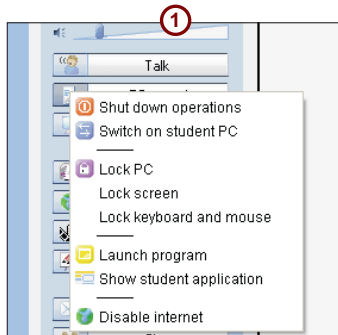 1
Talk
Shut down operations
Switch on student PC
Lock PC
Lock screen
Lock keyboard and mouse
Launch program
Show student application
Disable internet